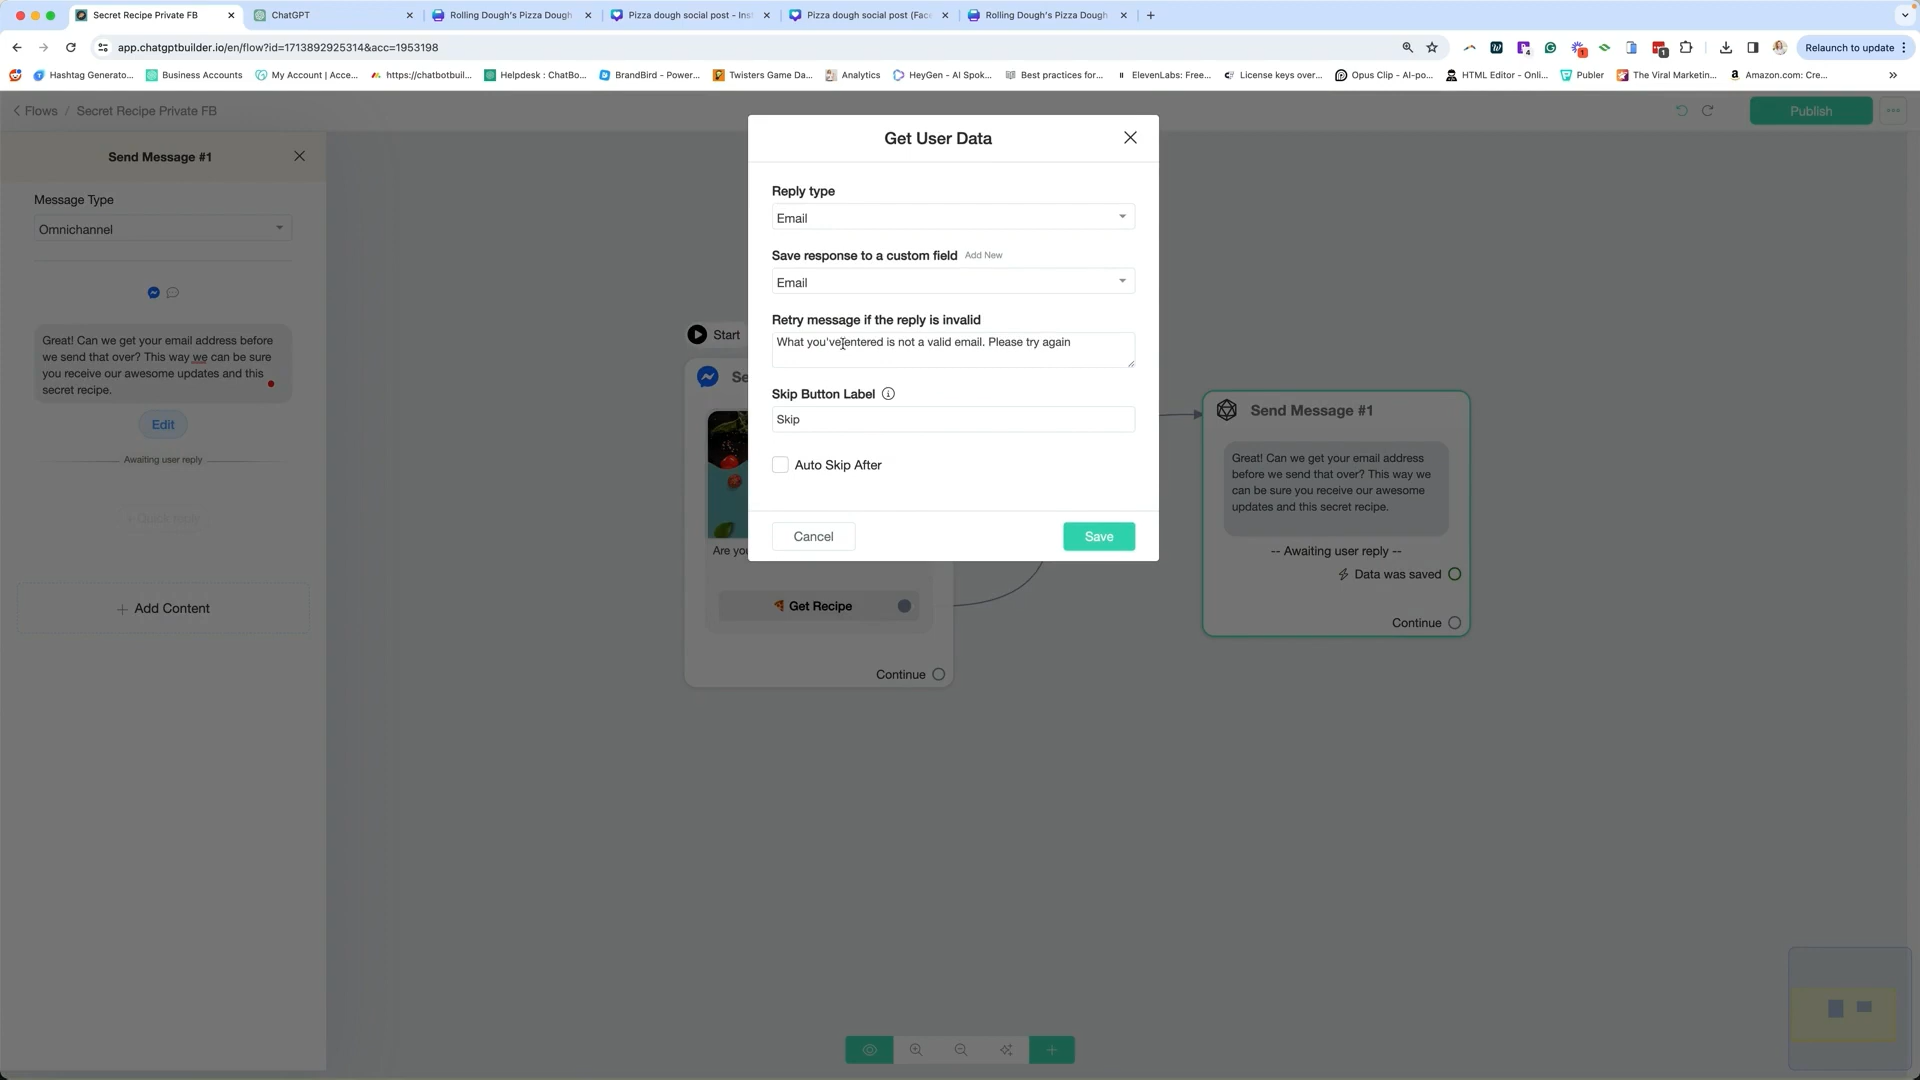 Secret Recipe Private FB
ChatGPT
Rolling Dough's Pizza Dough
Pizza dough social post - Ins
Pizza dough social post (Fac
Rolling Dough's Pizza Dough
app.chatgptbuilder.io/en/flow?id=1713892925314&acc=1953198
Relaunch to update
Hashtag Generato...
Business Accounts
My Account | Acce...
https://chatbotbuil...
Helpdesk : ChatBo...
BrandBird - Power...
Twisters Game Da...
Analytics
HeyGen - AI Spok...
Best practices for...
ElevenLabs: Free...
License keys over...
Opus Clip - AI-po...
HTML Editor - Onli...
Publer
The Viral Marketin...
Amazon.com: Cre...
Flows / Secret Recipe Private FB
Publish
Send Message #1
Message Type
Omnichannel
Great! Can we get your email address before
we send that over? This way we can be sure
you receive our awesome updates and this
secret recipe.
Edit
Awaiting user reply
+ Quick reply
+ Add Content
Start
Se
Are you
🍕 Get Recipe
Continue
Get User Data
Reply type
Email
Save response to a custom field Add New
Email
Retry message if the reply is invalid
What you've entered is not a valid email. Please try again
Skip Button Label
Skip
Auto Skip After
Cancel
Save
Send Message #1
Great! Can we get your email address
before we send that over? This way we
can be sure you receive our awesome
updates and this secret recipe.
-- Awaiting user reply --
Data was saved
Continue